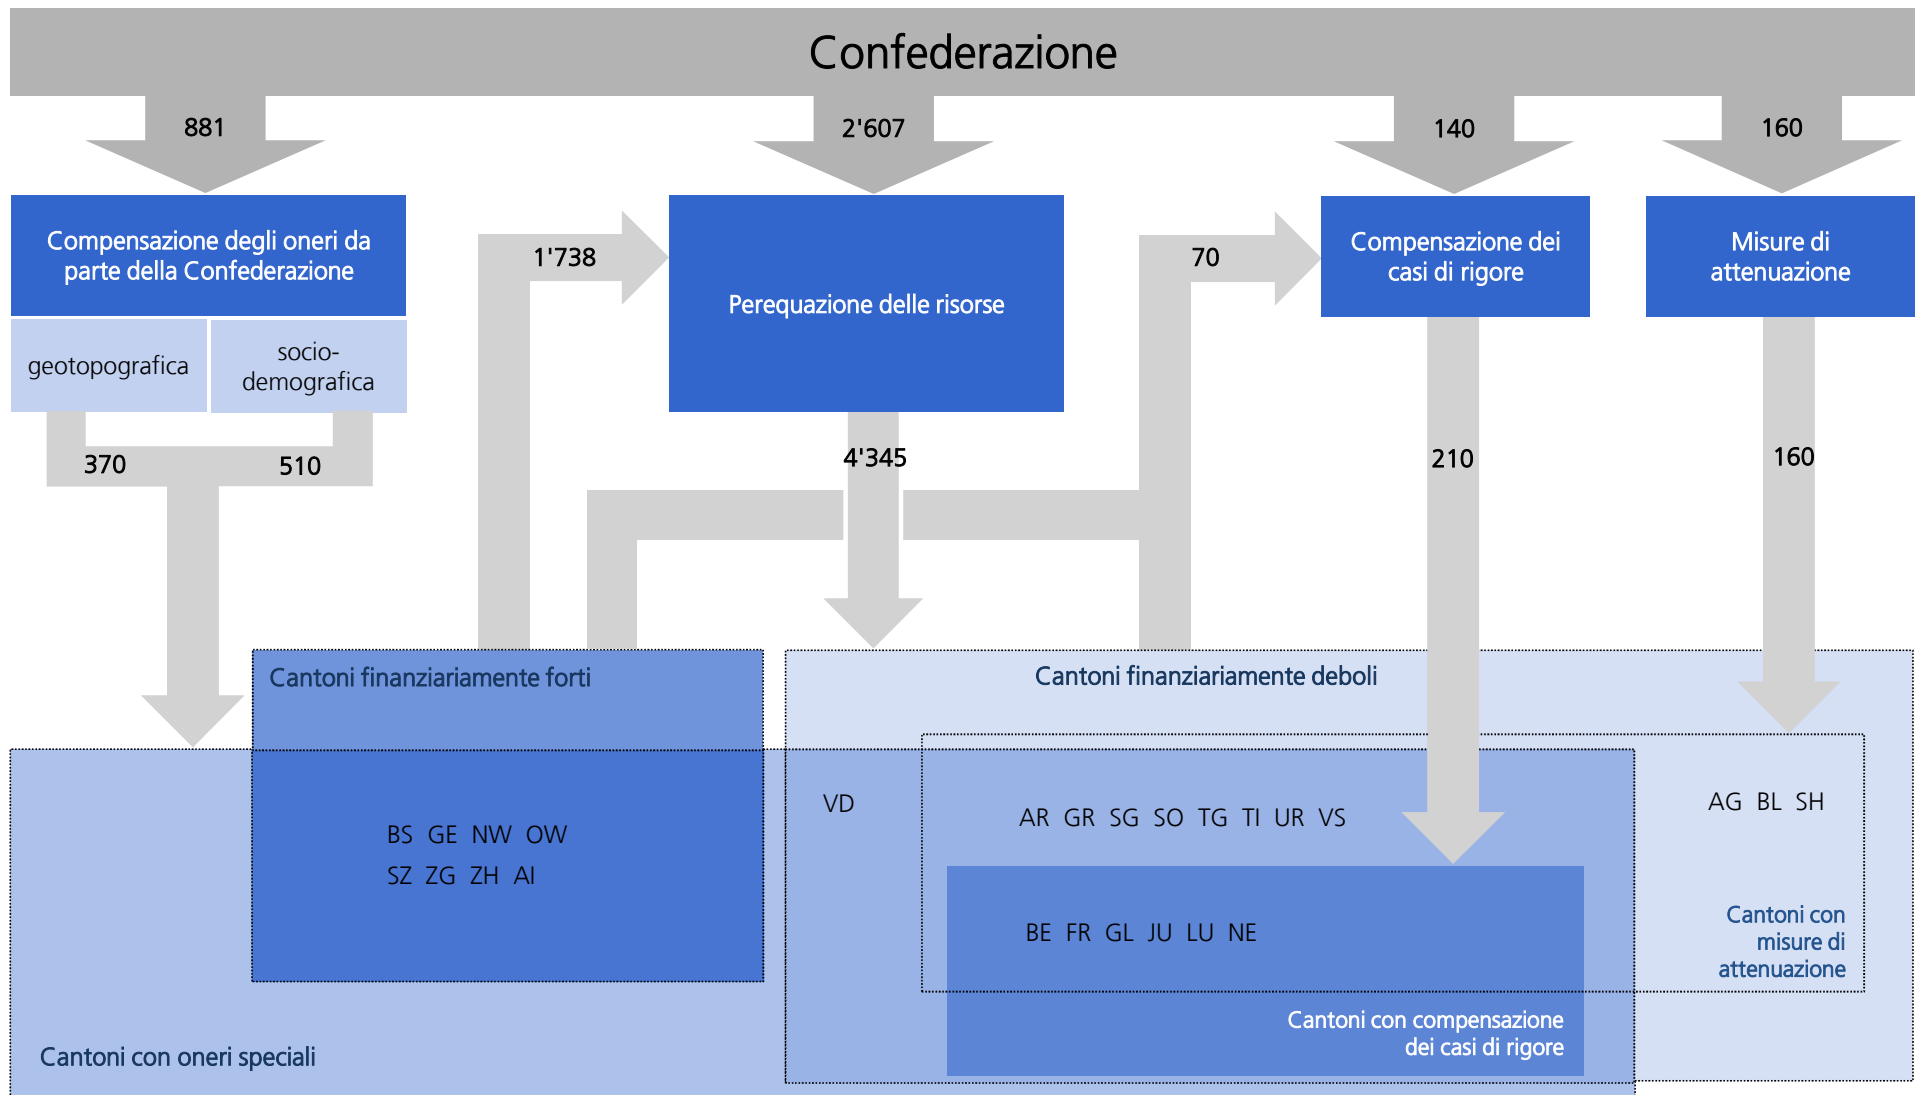 Confederazione
881
2'607
140
160
Compensazione degli oneri da
parte della Confederazione
1'738
Perequazione delle risorse
70
Compensazione dei
casi di rigore
Misure di
attenuazione
geotopografica
socio-
demografica
370
510
4'345
210
160
Cantoni finanziariamente forti
Cantoni finanziariamente deboli
BS GE NW OW
SZ ZG ZH AI
VD
AR GR SG SO TG TI UR VS
AG BL SH
BE FR GL JU LU NE
Cantoni con
misure di
attenuazione
Cantoni con compensazione
dei casi di rigore
Cantoni con oneri speciali